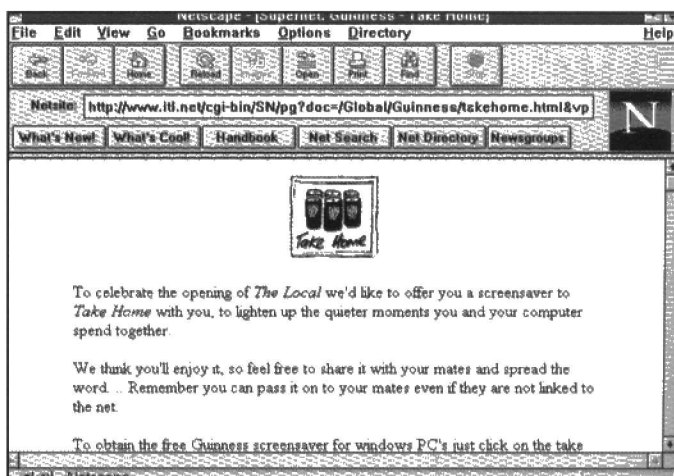 Netscape - [Supernet, Guinness - Take Home]
File Edit View Go Bookmarks Options Directory Help
Back Forward Home Reload Images Open Print Find Stop
Netsite: http://www.itl.net/cgi-bin/SN/pg?doc=/Global/Guinness/takehome.html&vp
N
What's New! What's Cool! Handbook Net Search Net Directory Newsgroups
Take Home
To celebrate the opening of The Local we'd like to offer you a screensaver to
Take Home with you, to lighten up the quieter moments you and your computer
spend together.
We think you'll enjoy it, so feel free to share it with your mates and spread the
word. .. Remember you can pass it on to your mates even if they are not linked to
the net.
To obtain the free Guinness screensaver for windows PC's just click on the take
Netscape